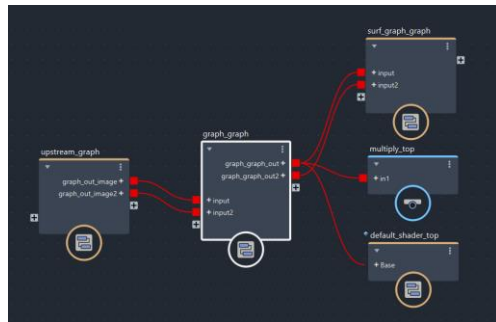 surf_graph_graph
input
input2
graph_graph
graph_graph_out
graph_graph_out2
input
input2
upstream_graph
graph_out_image
graph_out_image2
multiply_top
in1
default_shader_top
Base